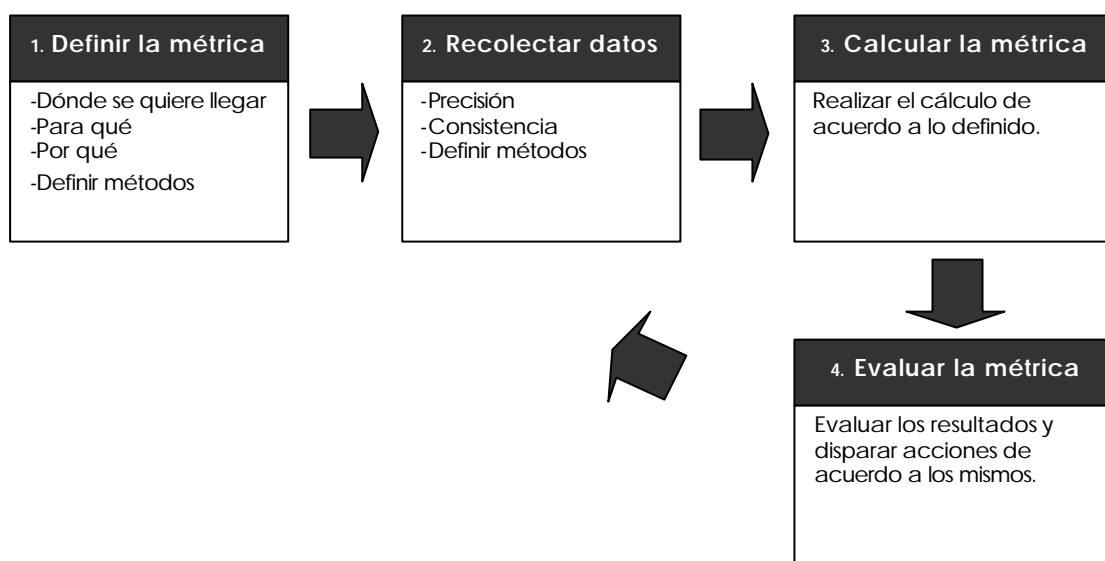 1. Definir la métrica
-Dónde se quiere llegar
-Para qué
-Por qué
-Definir métodos
2. Recolectar datos
-Precisión
-Consistencia
-Definir métodos
3. Calcular la métrica
Realizar el cálculo de
acuerdo a lo definido.
4. Evaluar la métrica
Evaluar los resultados y
disparar acciones de
acuerdo a los mismos.